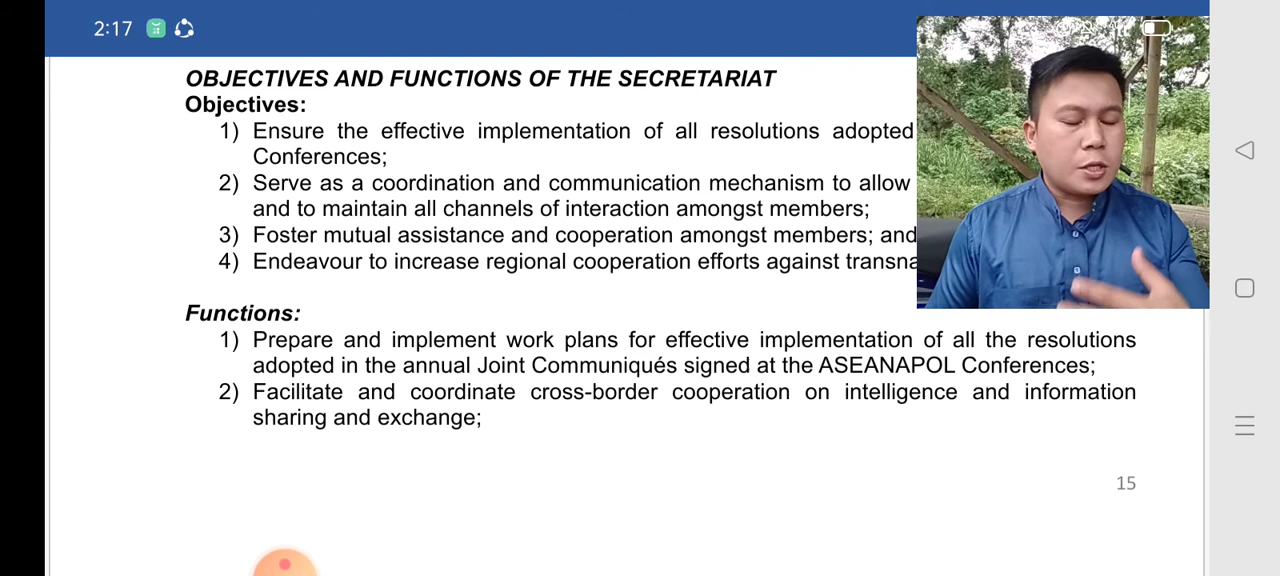 2:17
OBJECTIVES AND FUNCTIONS OF THE SECRETARIAT
Objectives:
1) Ensure the effective implementation of all resolutions adopted
Conferences;
2) Serve as a coordination and communication mechanism to allow
and to maintain all channels of interaction amongst members;
3) Foster mutual assistance and cooperation amongst members; and
4) Endeavour to increase regional cooperation efforts against
Functions:
1) Prepare and implement work plans for effective implementation of all the resolutions
adopted in the annual Joint Communiqués signed at the ASEANAPOL Conferences;
2) Facilitate and coordinate cross-border cooperation on intelligence and information
sharing and exchange;
15